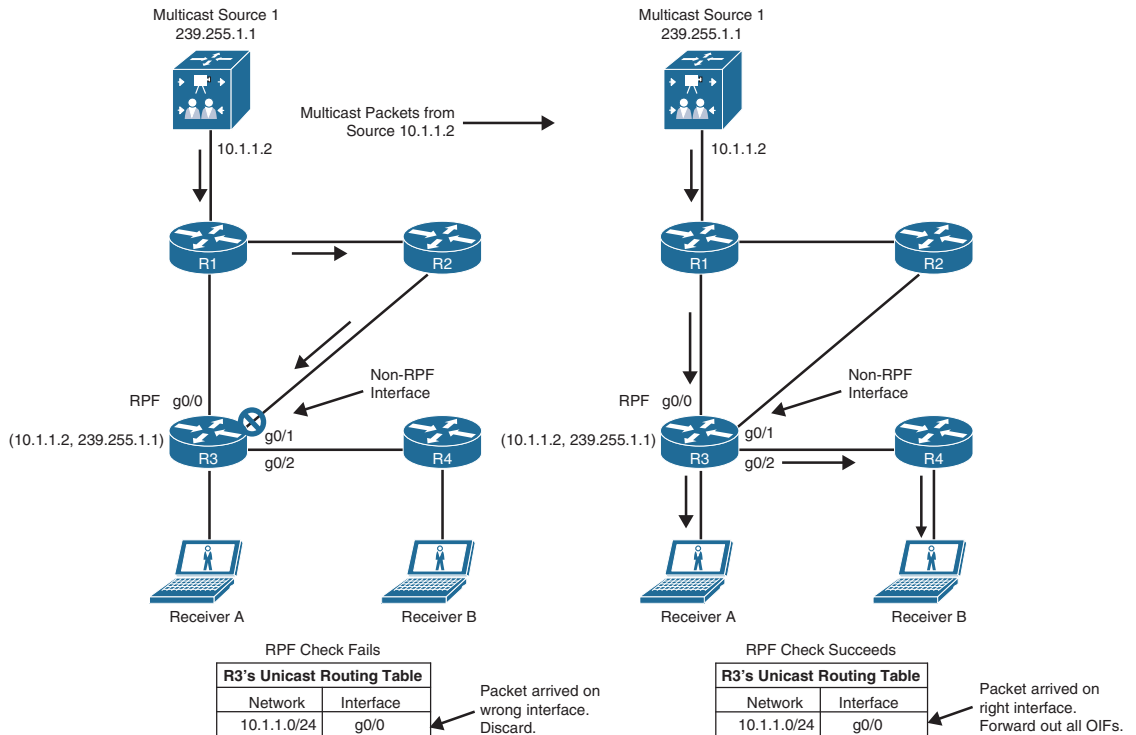 Multicast Source 1
239.255.1.1
10.1.1.2
Multicast Packets from
Source 10.1.1.2
R1
R2
Non-RPF
Interface
RPF
g0/0
(10.1.1.2, 239.255.1.1)
g0/1
R3
g0/2
R4
Receiver A
Receiver B
RPF Check Fails
R3's Unicast Routing Table
Network
Interface
10.1.1.0/24
g0/0
Packet arrived on
wrong interface.
Discard.
Multicast Source 1
239.255.1.1
10.1.1.2
R1
R2
Non-RPF
Interface
RPF
g0/0
(10.1.1.2, 239.255.1.1)
g0/1
R3
g0/2
R4
Receiver A
Receiver B
RPF Check Succeeds
R3's Unicast Routing Table
Network
Interface
10.1.1.0/24
g0/0
Packet arrived on
right interface.
Forward out all OIFs.